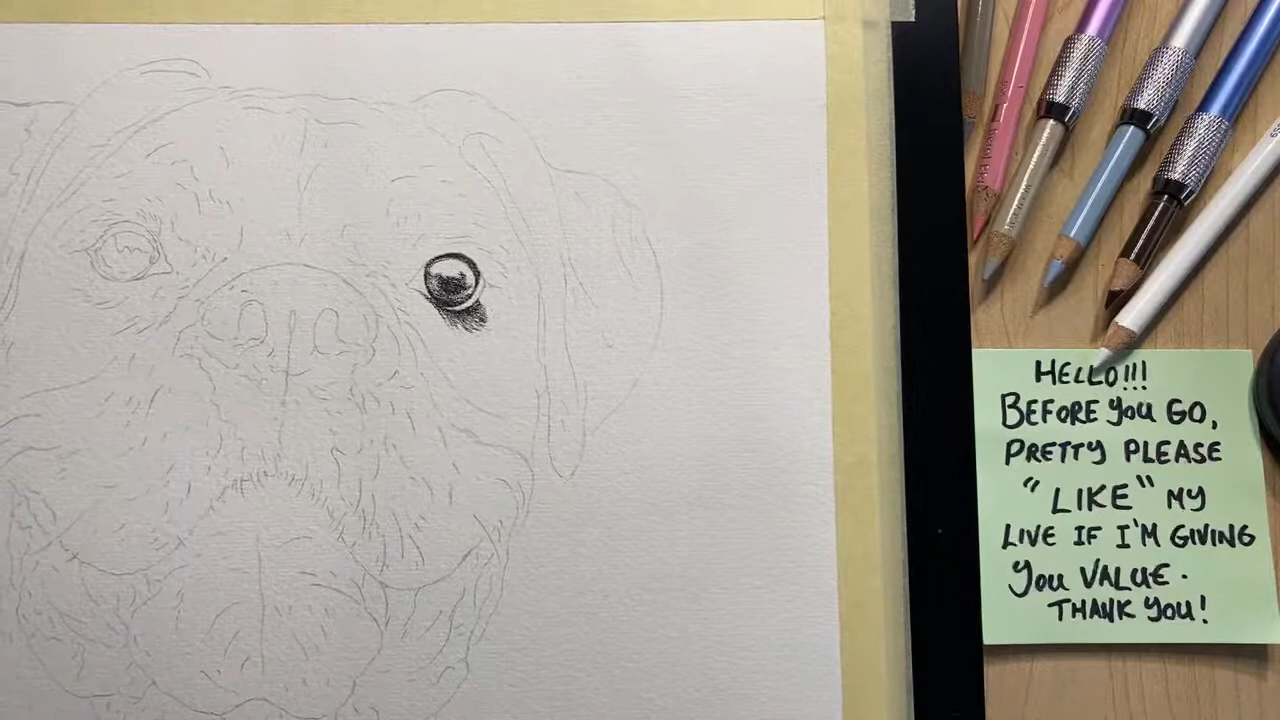 HELLO!!!
BEFORE YOU GO,
PRETTY PLEASE
"LIKE" MY
LIVE IF I'M GIVING
YOU VALUE.
THANK YOU!